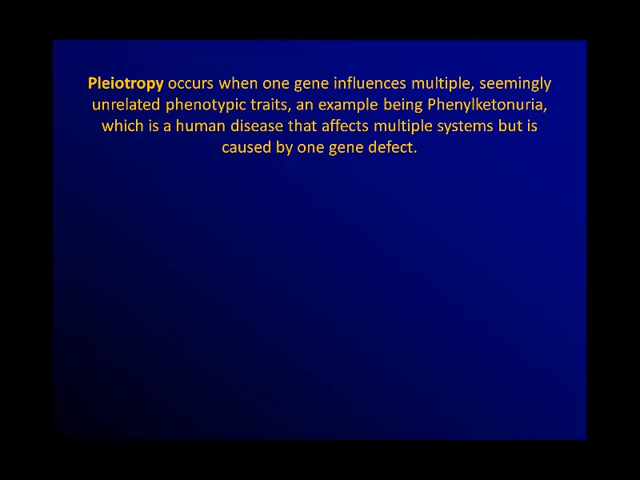 Pleiotropy occurs when one gene influences multiple, seemingly
unrelated phenotypic traits, an example being Phenylketonuria,
which is a human disease that affects multiple systems but is
caused by one gene defect.